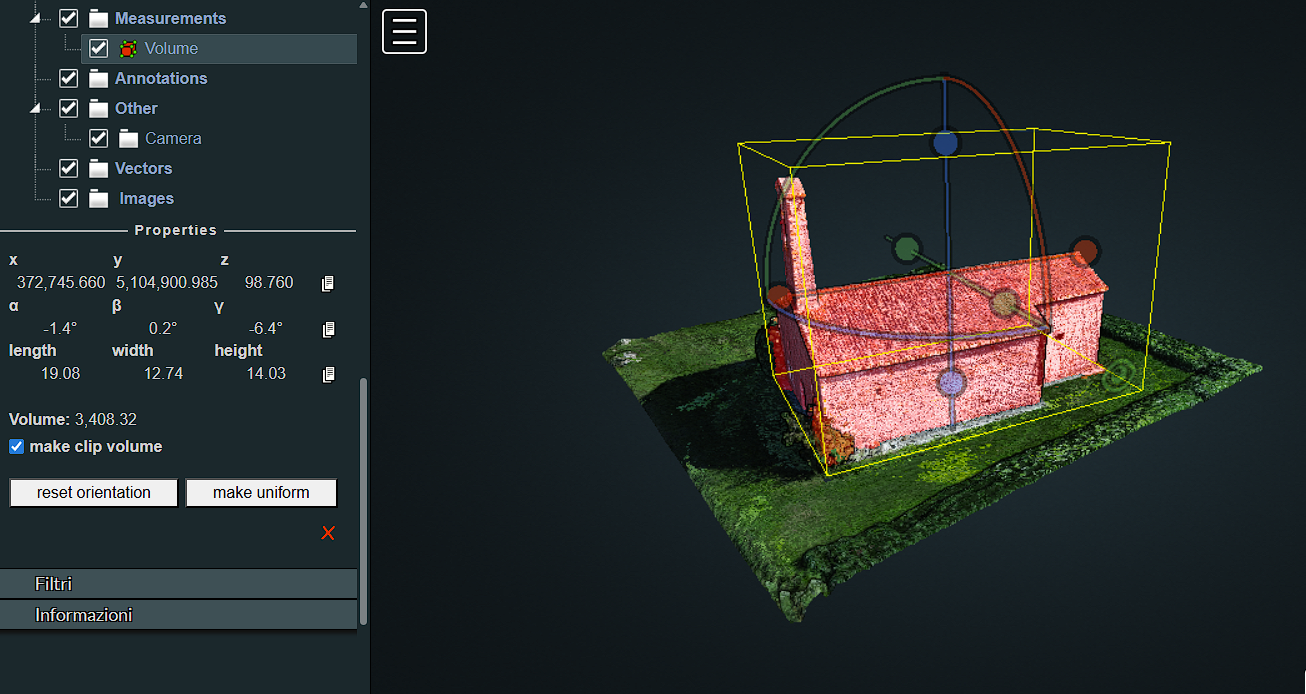 Measurements
Volume
Annotations
Other
Camera
Vectors
Images
Properties
x y z
372,745.660 5,104,900.985 98.760
α β γ
-1.4° 0.2° -6.4°
length width height
19.08 12.74 14.03
Volume: 3,408.32
make clip volume
reset orientation make uniform
Filtri
Informazioni